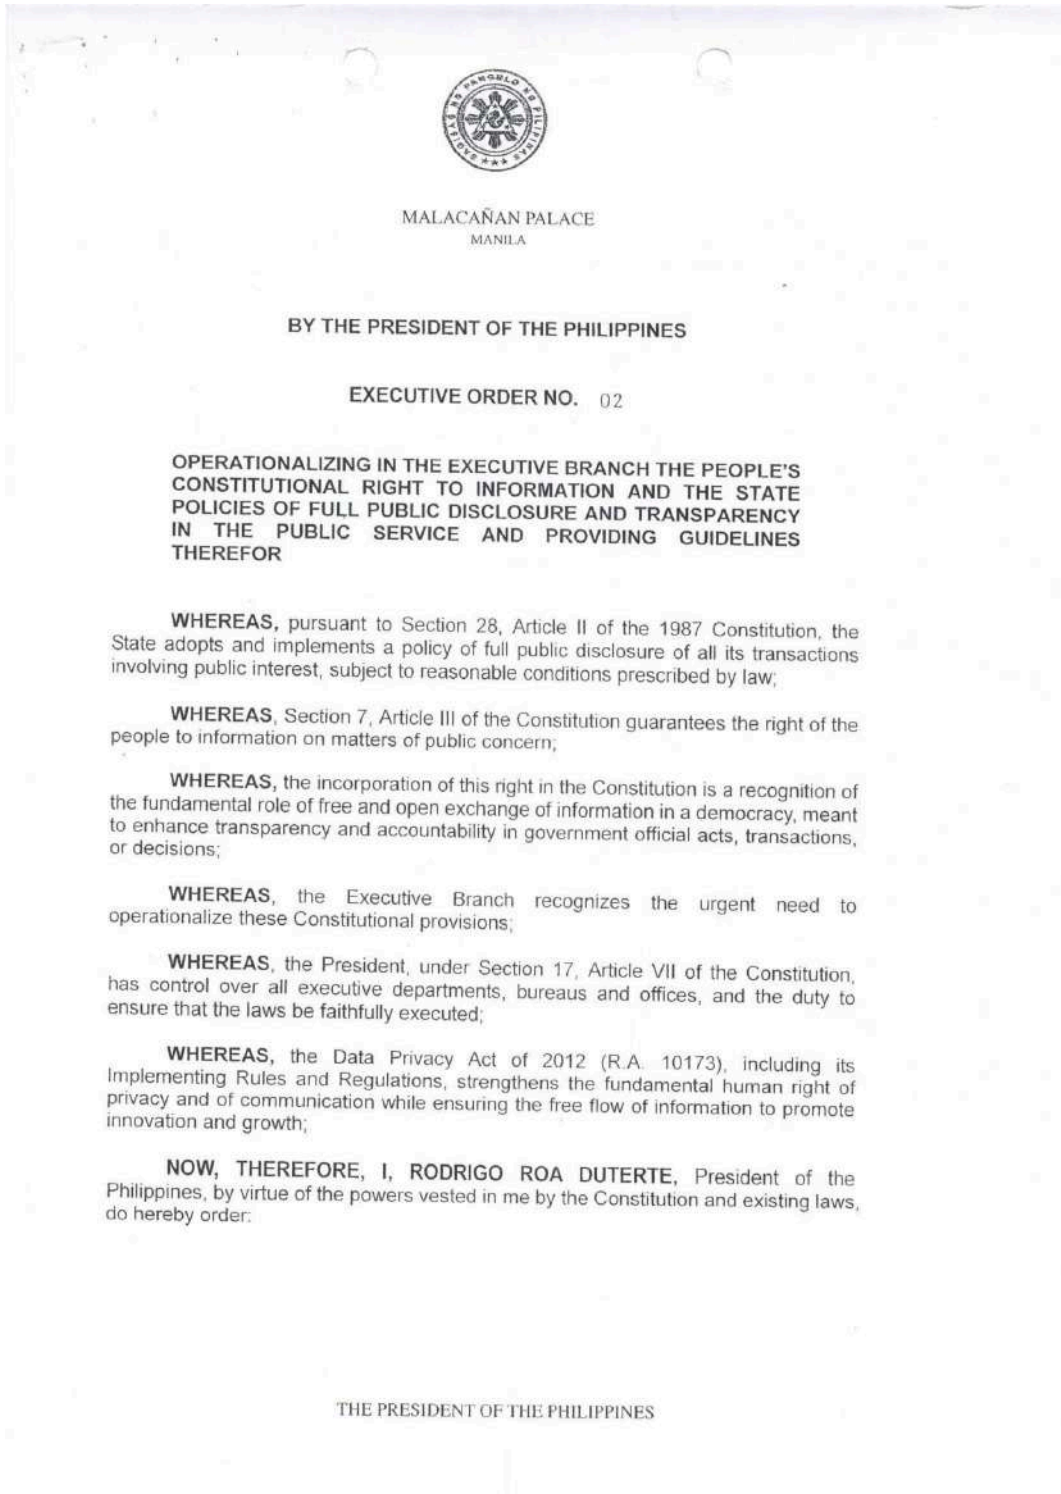 SAGISAG NG PANGULO NG PILIPINAS
MALACAÑAN PALACE
MANILA
BY THE PRESIDENT OF THE PHILIPPINES
EXECUTIVE ORDER NO. 02
OPERATIONALIZING IN THE EXECUTIVE BRANCH THE PEOPLE'S
CONSTITUTIONAL RIGHT TO INFORMATION AND THE STATE
POLICIES OF FULL PUBLIC DISCLOSURE AND TRANSPARENCY
IN THE PUBLIC SERVICE AND PROVIDING GUIDELINES
THEREFOR
WHEREAS, pursuant to Section 28, Article II of the 1987 Constitution, the
State adopts and implements a policy of full public disclosure of all its transactions
involving public interest, subject to reasonable conditions prescribed by law;
WHEREAS, Section 7, Article III of the Constitution guarantees the right of the
people to information on matters of public concern;
WHEREAS, the incorporation of this right in the Constitution is a recognition of
the fundamental role of free and open exchange of information in a democracy, meant
to enhance transparency and accountability in government official acts, transactions,
or decisions;
WHEREAS, the Executive Branch recognizes the urgent need to
operationalize these Constitutional provisions;
WHEREAS, the President, under Section 17, Article VII of the Constitution,
has control over all executive departments, bureaus and offices, and the duty to
ensure that the laws be faithfully executed;
WHEREAS, the Data Privacy Act of 2012 (R.A. 10173), including its
Implementing Rules and Regulations, strengthens the fundamental human right of
privacy and of communication while ensuring the free flow of information to promote
innovation and growth;
NOW, THEREFORE, I, RODRIGO ROA DUTERTE, President of the
Philippines, by virtue of the powers vested in me by the Constitution and existing laws,
do hereby order:
THE PRESIDENT OF THE PHILIPPINES